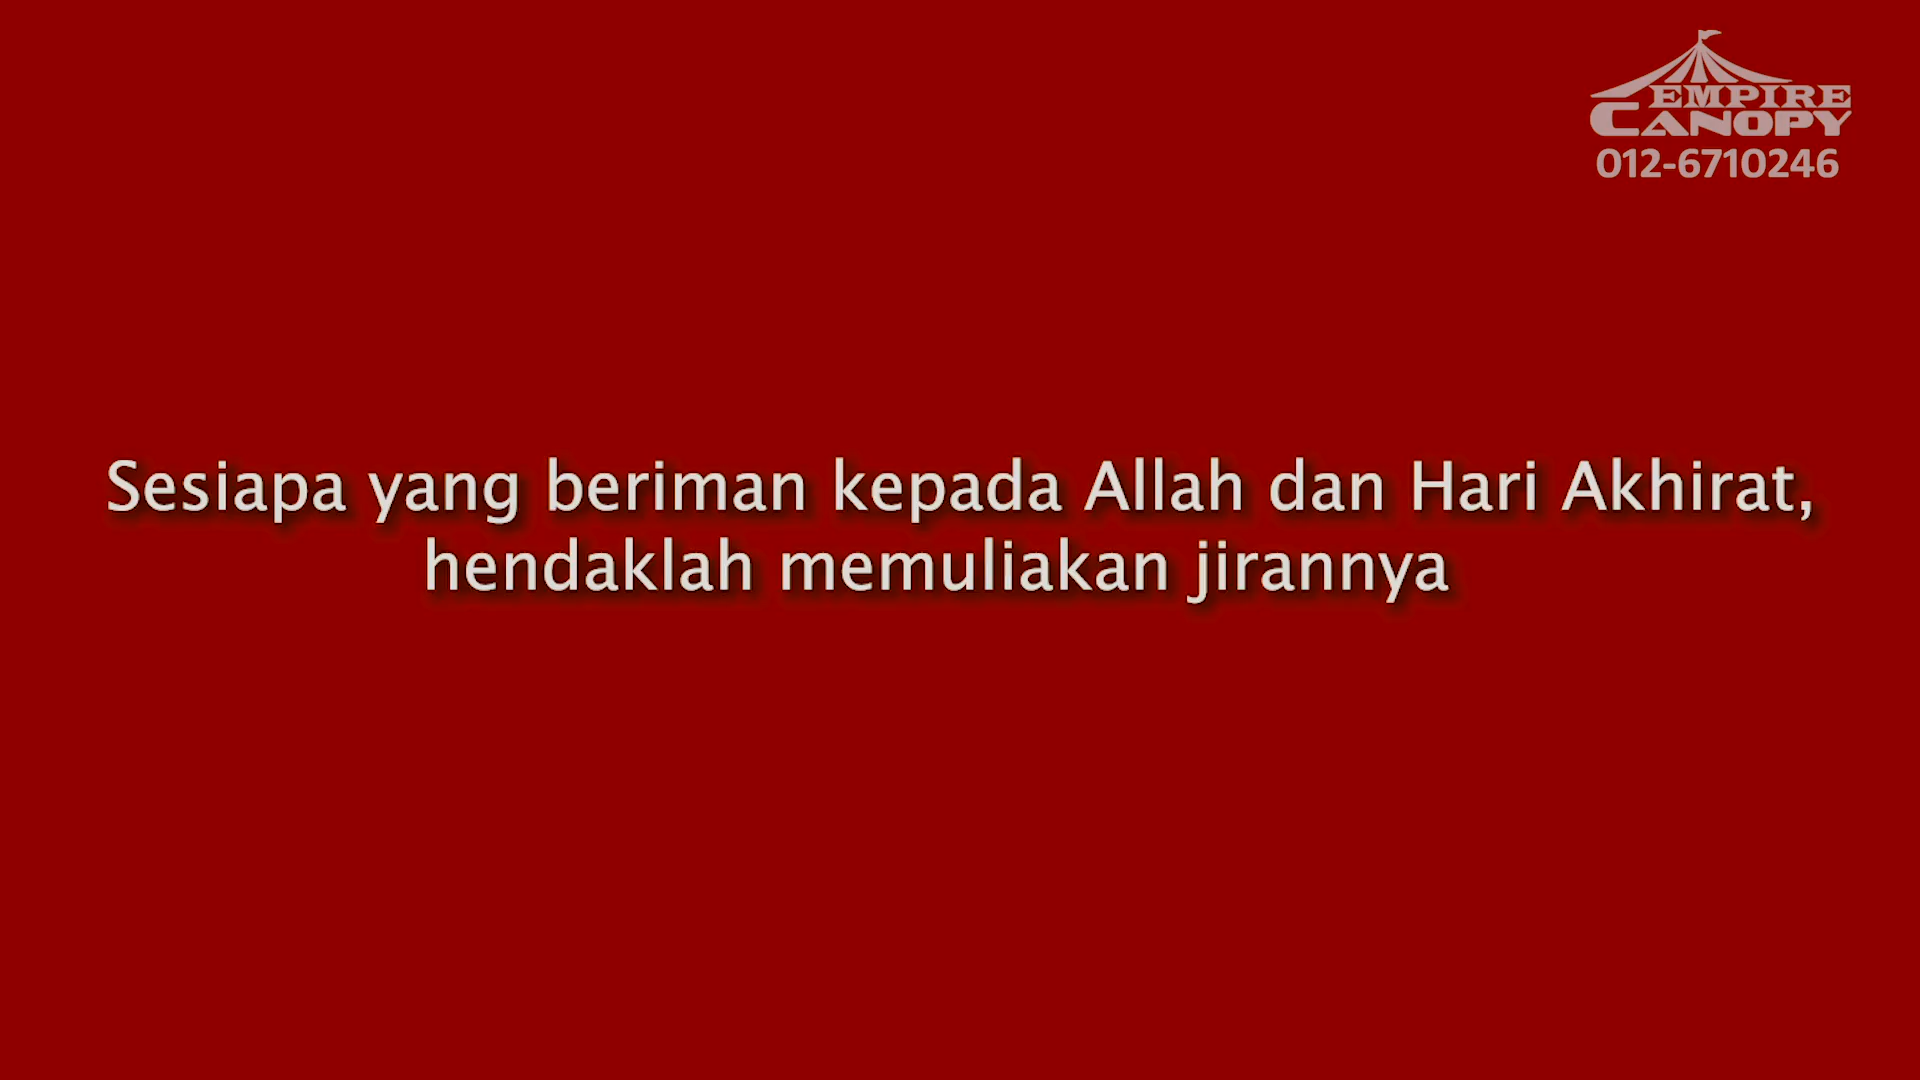 EMPIRE
CANOPY
012-6710246
Sesiapa yang beriman kepada Allah dan Hari Akhirat,
hendaklah memuliakan jirannya